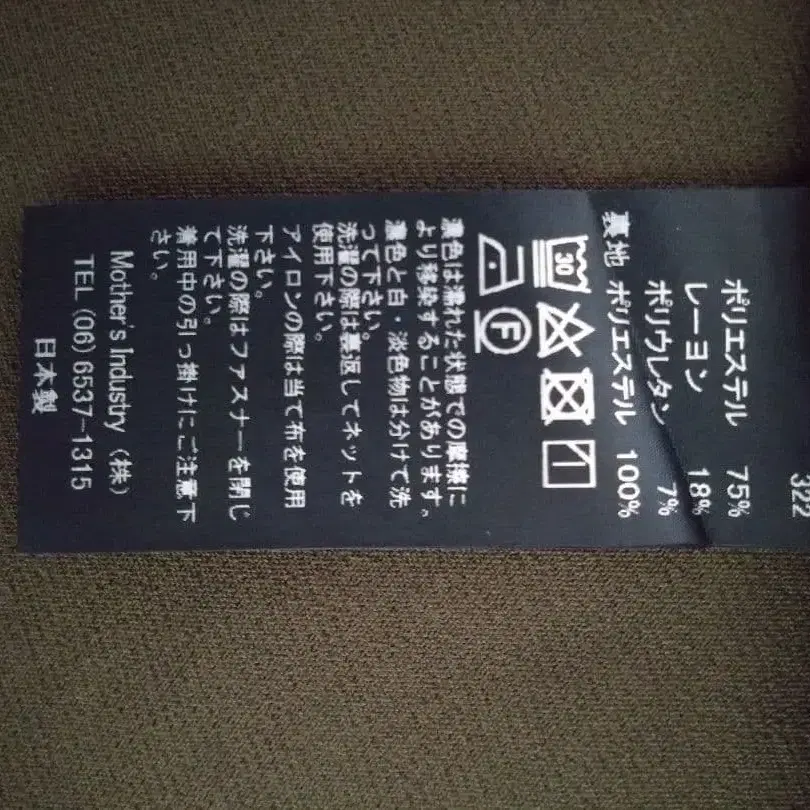 322
ポリエステル 75%
レーヨン 18%
ポリウレタン 7%
裏地 ポリエステル 100%
30
F
濃色は濡れた状態での摩擦に
より移染することがあります。
濃色と白・淡色物は分けて洗
って下さい。
洗濯の際は裏返してネットを
使用下さい。
アイロンの際は当て布を使用
下さい。
洗濯の際はファスナーを閉じ
て下さい。
着用中の引っ掛けにご注意下
さい。
Mother's Industry (株)
TEL (06) 6537-1315
日本製